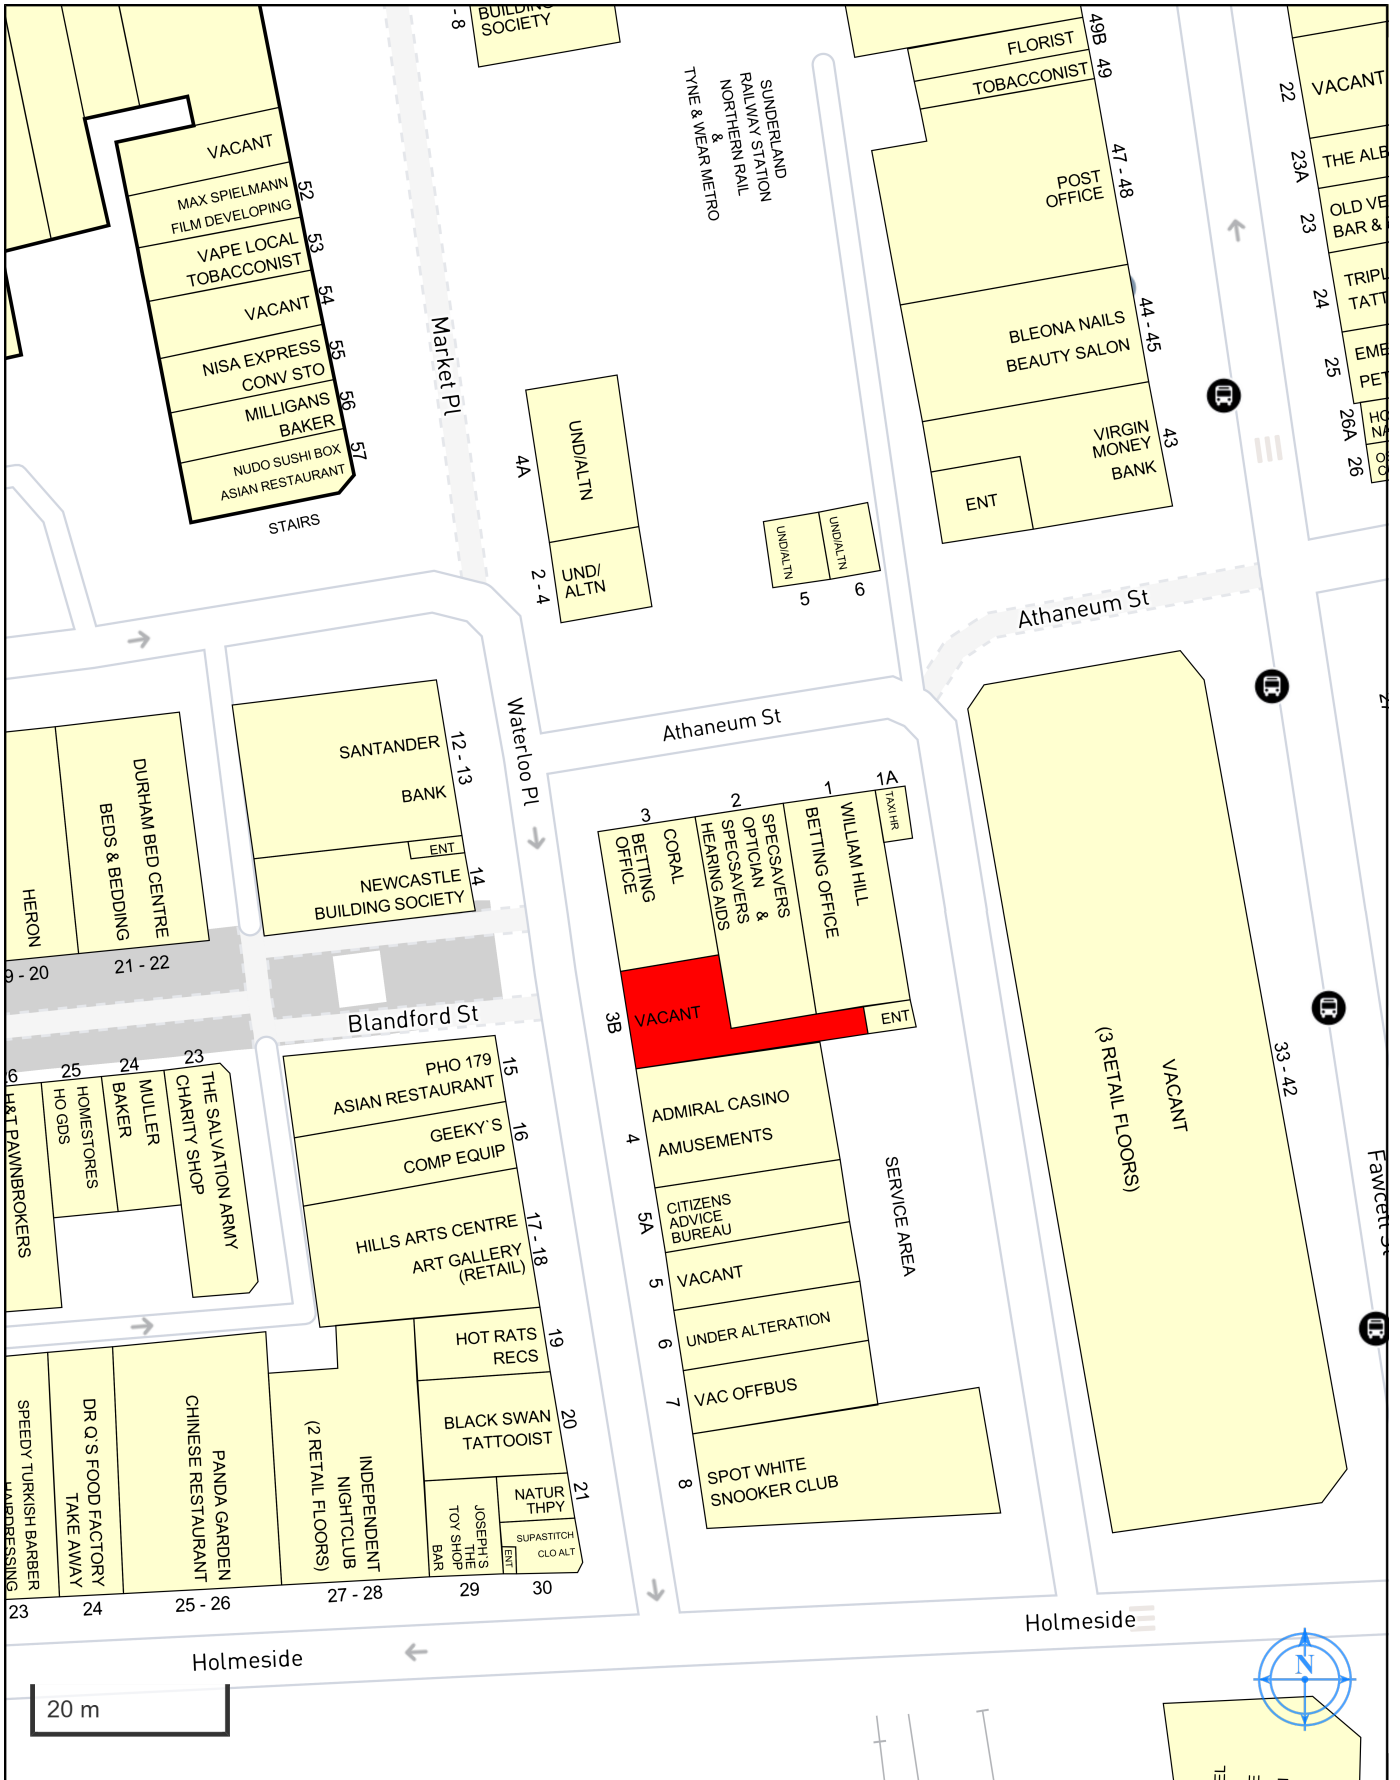 - 8
BUILDING
SOCIETY
SUNDERLAND
RAILWAY STATION
NORTHERN RAIL
&
TYNE & WEAR METRO
FLORIST
49B
TOBACCONIST
49
POST
OFFICE
47 - 48
BLEONA NAILS
BEAUTY SALON
44 - 45
VIRGIN
MONEY
BANK
43
ENT
VACANT
22
THE ALB
23A
OLD VE
BAR &
23
TRIPL
TATT
24
EME
PET
25
HO
NA
26A
26
VACANT
MAX SPIELMANN
FILM DEVELOPING
52
VAPE LOCAL
TOBACCONIST
53
VACANT
54
NISA EXPRESS
CONV STO
55
MILLIGANS
BAKER
56
NUDO SUSHI BOX
ASIAN RESTAURANT
57
STAIRS
Market Pl
UND/ALTN
4A
UND/
ALTN
2 - 4
UND/ALTN
5
UND/ALTN
6
Athaneum St
Athaneum St
Waterloo Pl
SANTANDER
BANK
12 - 13
ENT
NEWCASTLE
BUILDING SOCIETY
14
DURHAM BED CENTRE
BEDS & BEDDING
21 - 22
HERON
9 - 20
Blandford St
3
CORAL
BETTING
OFFICE
2
SPECSAVERS
OPTICIAN &
SPECSAVERS
HEARING AIDS
1
WILLIAM HILL
BETTING OFFICE
1A
TAXI HR
VACANT
3B
ENT
ADMIRAL CASINO
AMUSEMENTS
4
CITIZENS
ADVICE
BUREAU
5A
VACANT
5
UNDER ALTERATION
6
VAC OFFBUS
7
SPOT WHITE
SNOOKER CLUB
8
SERVICE AREA
VACANT
(3 RETAIL FLOORS)
33 - 42
Fawcett St
26
H&T PAWNBROKERS
25
HOMESTORES
HO GDS
24
MULLER
BAKER
23
THE SALVATION ARMY
CHARITY SHOP
PHO 179
ASIAN RESTAURANT
15
GEEKY`S
COMP EQUIP
16
HILLS ARTS CENTRE
ART GALLERY
(RETAIL)
17 - 18
HOT RATS
RECS
19
BLACK SWAN
TATTOOIST
20
NATUR
THPY
21
SUPASTITCH
CLO ALT
ENT
30
JOSEPH`S
THE
TOY SHOP
BAR
29
INDEPENDENT
NIGHTCLUB
(2 RETAIL FLOORS)
27 - 28
PANDA GARDEN
CHINESE RESTAURANT
25 - 26
DR Q`S FOOD FACTORY
TAKE AWAY
24
SPEEDY TURKISH BARBER
HAIRDRESSING
23
Holmeside
Holmeside
20 m
N